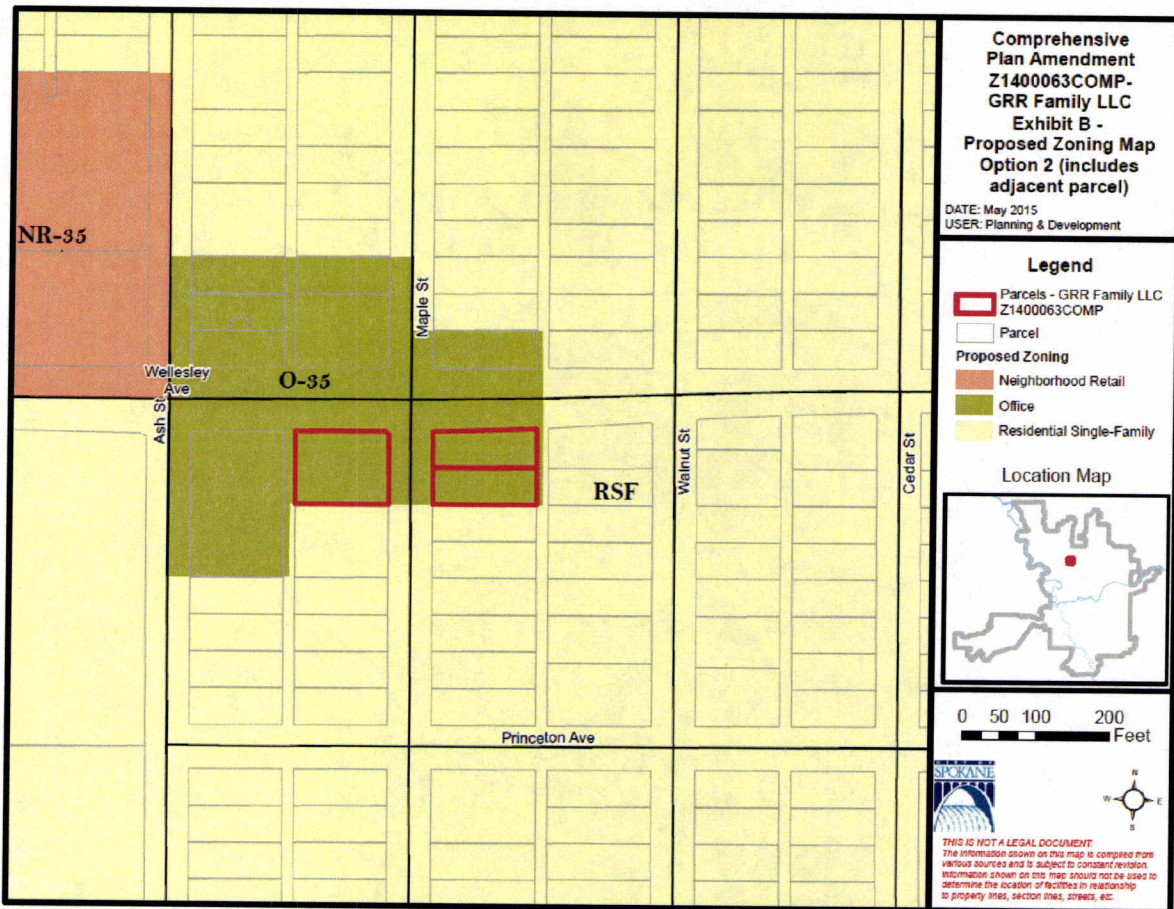 Comprehensive
Plan Amendment
Z1400063COMP-
GRR Family LLC
Exhibit B -
Proposed Zoning Map
Option 2 (includes
adjacent parcel)
DATE: May 2015
USER: Planning & Development
Legend
Parcels - GRR Family LLC
Z1400063COMP
Parcel
Proposed Zoning
Neighborhood Retail
Office
Residential Single-Family
Location Map
0 50 100 200
Feet
CITY OF
SPOKANE
N
W E
S
THIS IS NOT A LEGAL DOCUMENT:
The information shown on this map is compiled from
various sources and is subject to constant revision.
Information shown on this map should not be used to
determine the location of facilities in relationship
to property lines, section lines, streets, etc.
NR-35
Maple St
Wellesley
Ave
O-35
Ash St
RSF
Walnut St
Cedar St
Princeton Ave